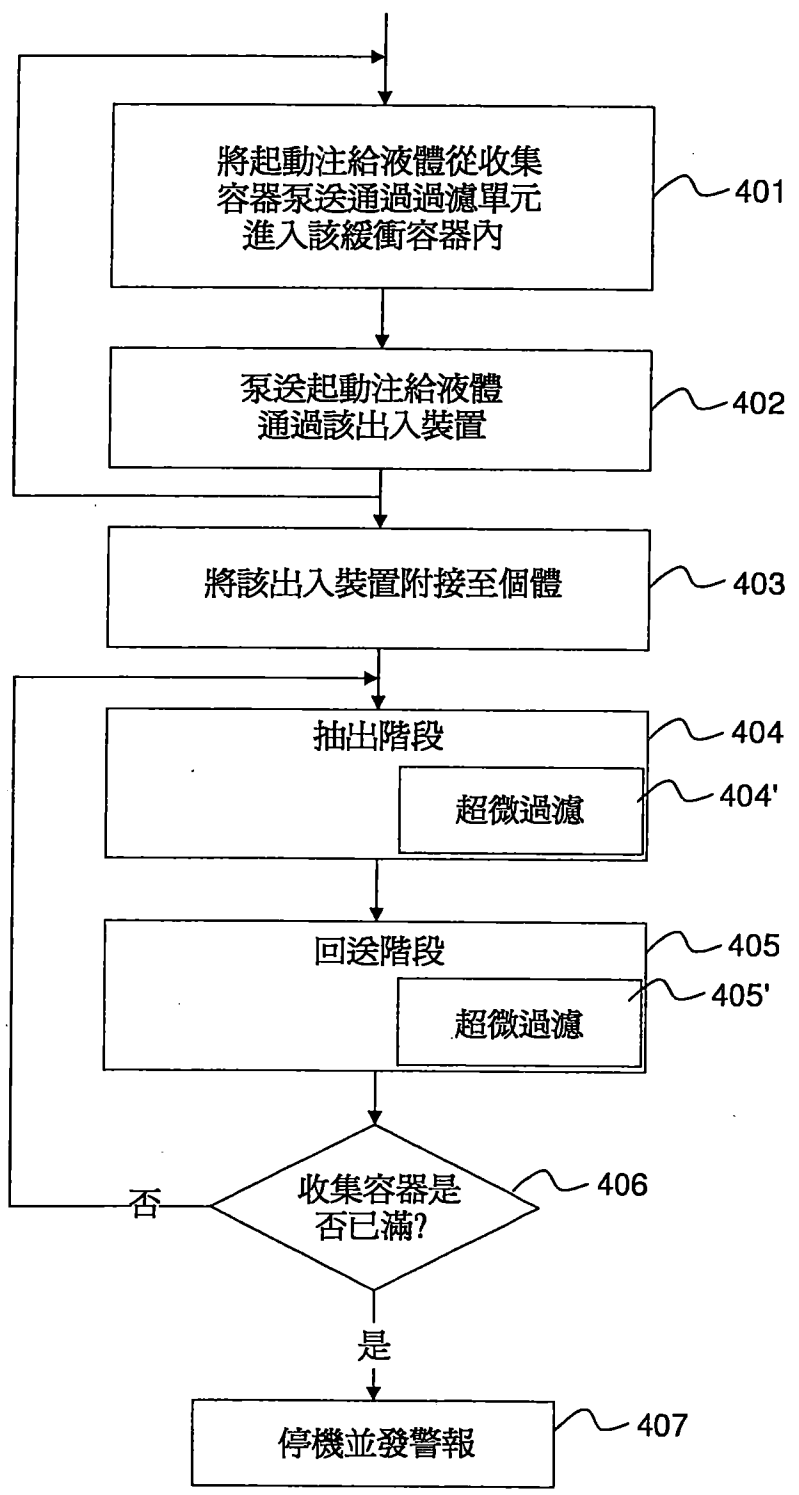 將起動注給液體從收集
容器泵送通過過濾單元
進入該緩衝容器內
401
泵送起動注給液體
通過該出入裝置
402
將該出入裝置附接至個體
403
抽出階段
404
超微過濾
404'
回送階段
405
超微過濾
405'
收集容器是
否已滿?
406
否
是
停機並發警報
407